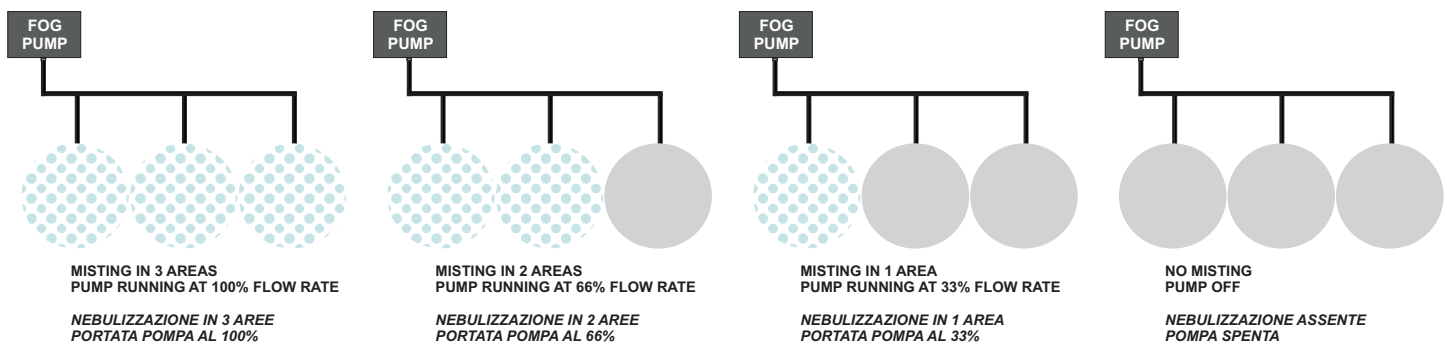 FOG
PUMP
MISTING IN 3 AREAS
PUMP RUNNING AT 100% FLOW RATE
NEBULIZZAZIONE IN 3 AREE
PORTATA POMPA AL 100%
FOG
PUMP
MISTING IN 2 AREAS
PUMP RUNNING AT 66% FLOW RATE
NEBULIZZAZIONE IN 2 AREE
PORTATA POMPA AL 66%
FOG
PUMP
MISTING IN 1 AREA
PUMP RUNNING AT 33% FLOW RATE
NEBULIZZAZIONE IN 1 AREA
PORTATA POMPA AL 33%
FOG
PUMP
NO MISTING
PUMP OFF
NEBULIZZAZIONE ASSENTE
POMPA SPENTA